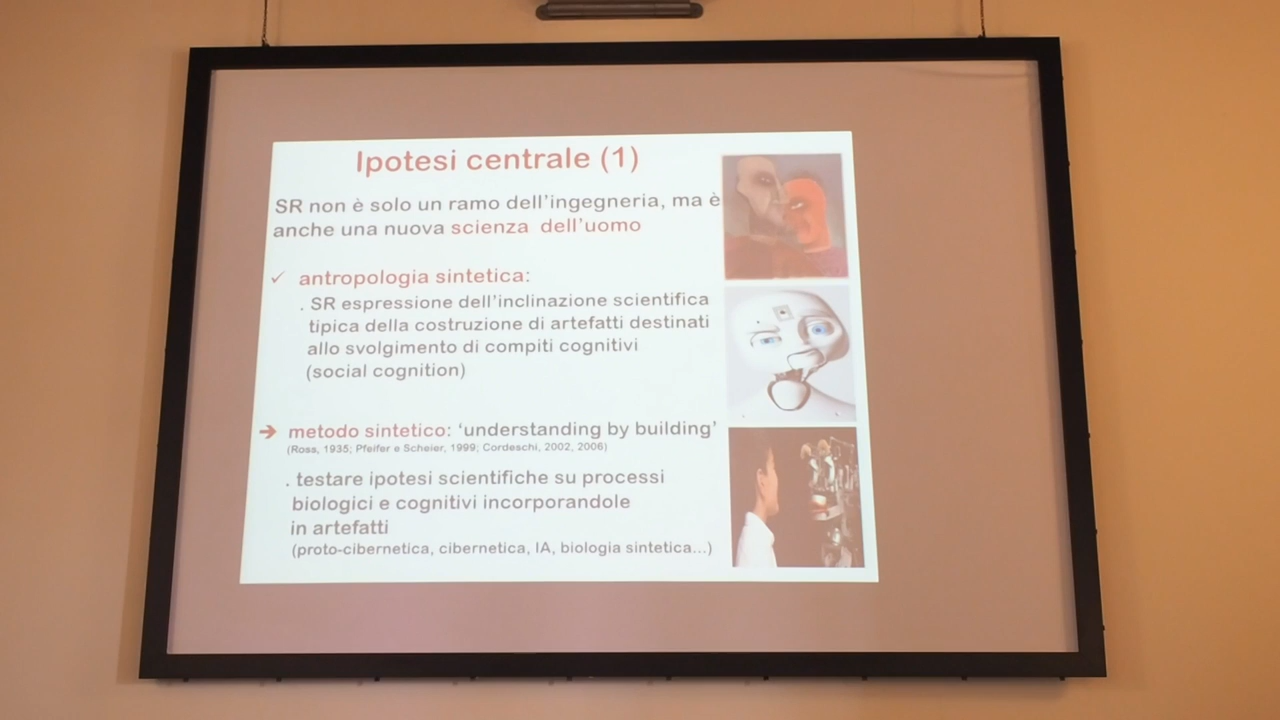 Ipotesi centrale (1)
SR non è solo un ramo dell'ingegneria, ma è
anche una nuova scienza dell'uomo
✓ antropologia sintetica:
. SR espressione dell'inclinazione scientifica
tipica della costruzione di artefatti destinati
allo svolgimento di compiti cognitivi
(social cognition)
➔ metodo sintetico: 'understanding by building'
(Ross, 1935; Pfeifer e Scheier, 1999; Cordeschi, 2002, 2006)
. testare ipotesi scientifiche su processi
biologici e cognitivi incorporandole
in artefatti
(proto-cibernetica, cibernetica, IA, biologia sintetica...)